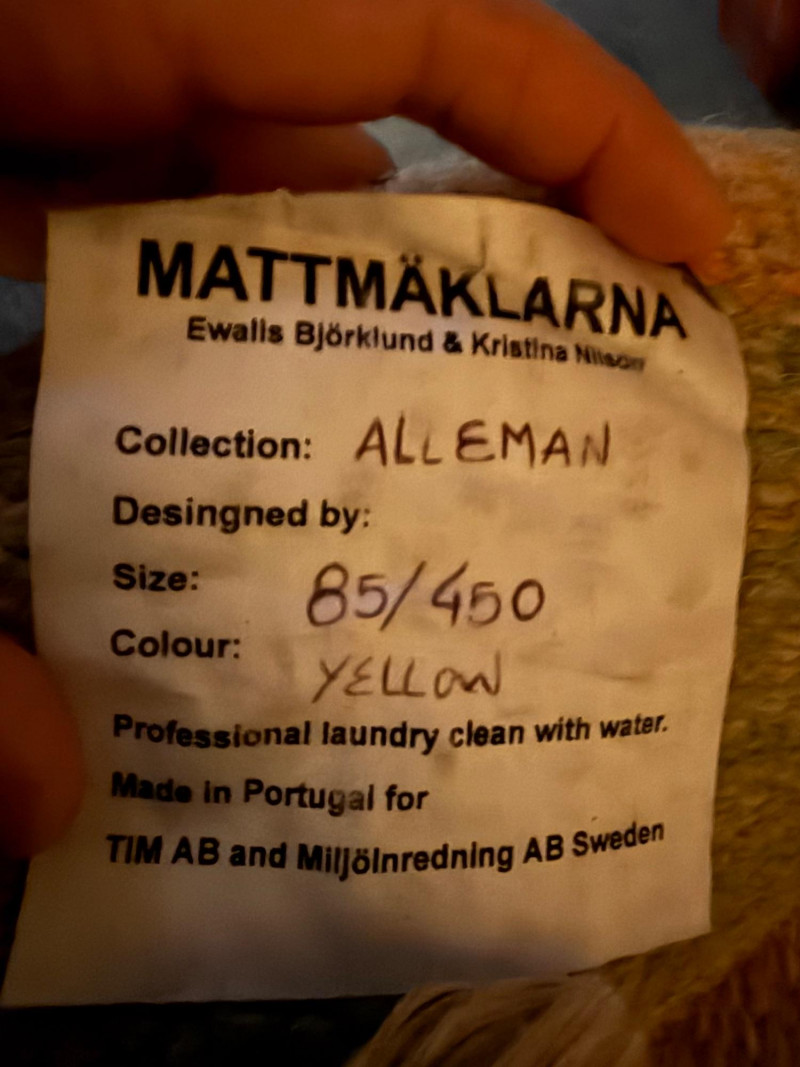 MATTMÄKLARNA
Ewalls Björklund & Kristina Nilson
Collection: ALLEMAN
Desingned by:
Size: 85/450
Colour: YELLOW
Professional laundry clean with water.
Made in Portugal for
TIM AB and Miljöinredning AB Sweden